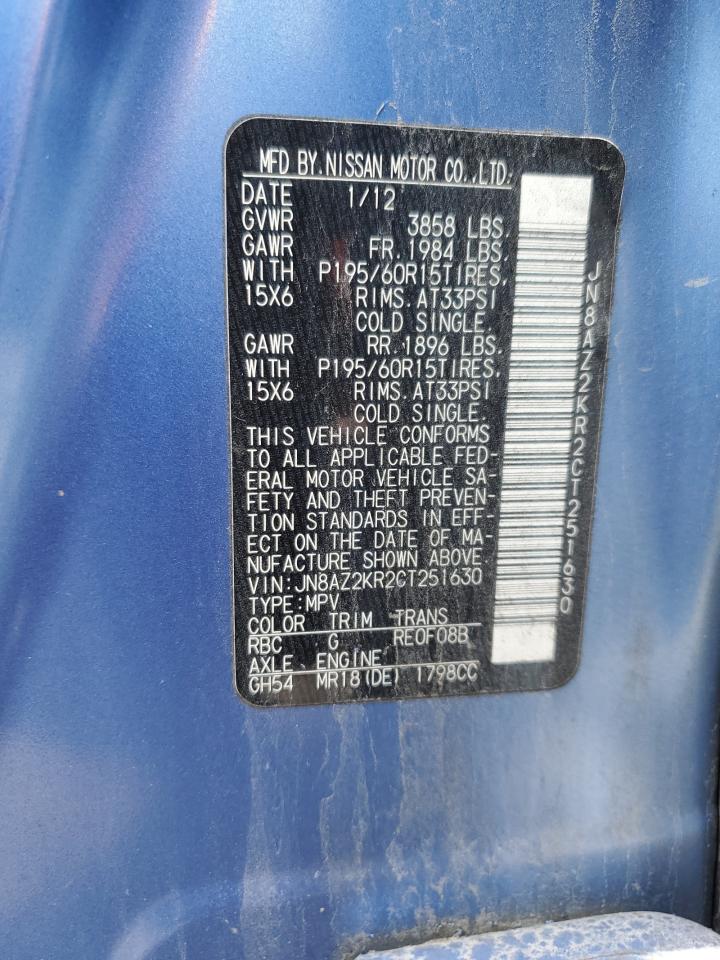 MFD BY.NISSAN MOTOR CO.,LTD.
DATE 1/12
GVWR 3858 LBS.
GAWR FR. 1984 LBS.
WITH P195/60R15TIRES.
15X6 RIMS. AT33PSI
COLD SINGLE.
GAWR RR. 1896 LBS.
WITH P195/60R15TIRES.
15X6 RIMS. AT33PSI
COLD SINGLE.
THIS VEHICLE CONFORMS
TO ALL APPLICABLE FED-
ERAL MOTOR VEHICLE SA-
FETY AND THEFT PREVEN-
TION STANDARDS IN EFF-
ECT ON THE DATE OF MA-
NUFACTURE SHOWN ABOVE.
VIN:JN8AZ2KR2CT251630
TYPE:MPV
COLOR TRIM TRANS
RBC G RE0F08B
AXLE ENGINE
GH54 MR18(DE) 1798CC
JN8AZ2KR2CT251630